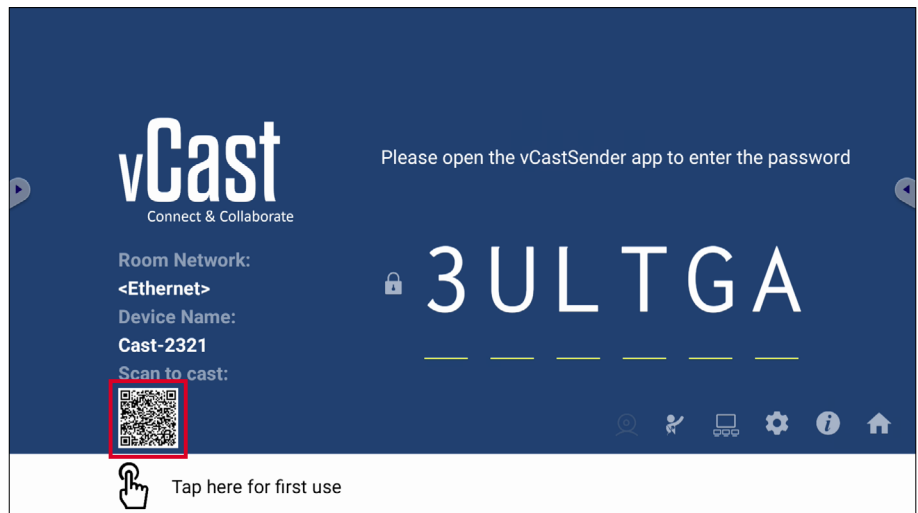 vCast
Connect & Collaborate
Please open the vCastSender app to enter the password
Room Network:
<Ethernet>
Device Name:
Cast-2321
Scan to cast:
3ULTGA
Tap here for first use